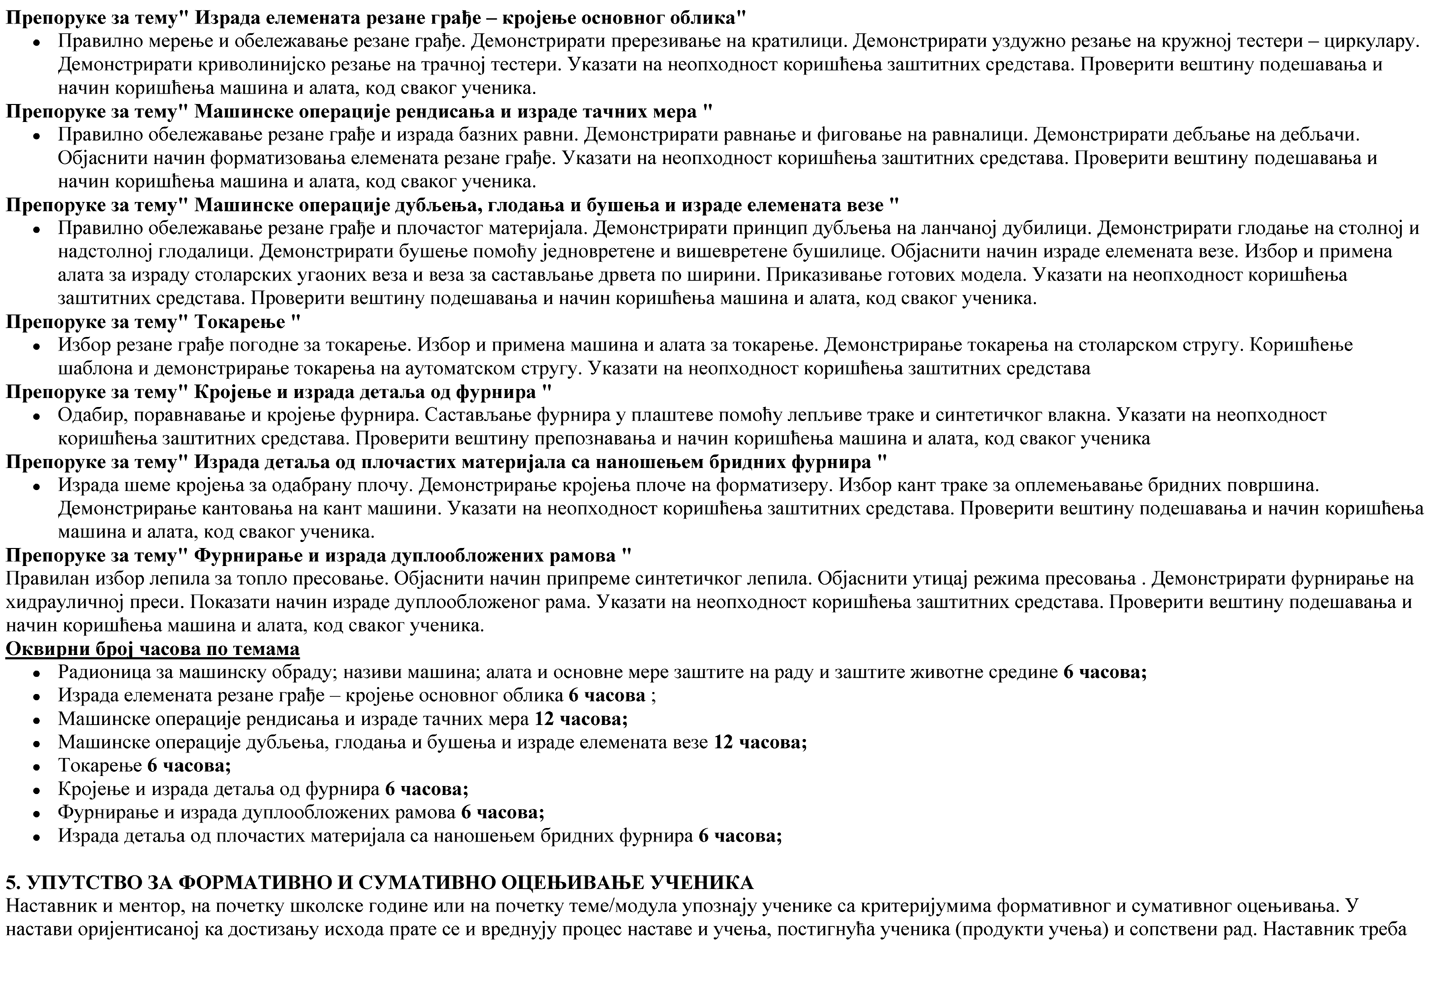 Препоруке за тему" Израда елемената резане грађе – кројење основног облика"
• Правилно мерење и обележавање резане грађе. Демонстрирати пререзивање на кратилици. Демонстрирати уздужно резање на кружној тестери – циркулару.
Демонстрирати криволинијско резање на трачној тестери. Указати на неопходност коришћења заштитних средстава. Проверити вештину подешавања и
начин коришћења машина и алата, код сваког ученика.
Препоруке за тему" Машинске операције рендисања и израде тачних мера "
• Правилно обележавање резане грађе и израда базних равни. Демонстрирати равнање и фиговање на равналици. Демонстрирати дебљање на дебљачи.
Објаснити начин форматизовања елемената резане грађе. Указати на неопходност коришћења заштитних средстава. Проверити вештину подешавања и
начин коришћења машина и алата, код сваког ученика.
Препоруке за тему" Машинске операције дубљења, глодања и бушења и израде елемената везе "
• Правилно обележавање резане грађе и плочастог материјала. Демонстрирати принцип дубљења на ланчаној дубилици. Демонстрирати глодање на столној и
надстолној глодалици. Демонстрирати бушење помоћу једновретене и вишевретене бушилице. Објаснити начин израде елемената везе. Избор и примена
алата за израду столарских угаоних веза и веза за састављање дрвета по ширини. Приказивање готових модела. Указати на неопходност коришћења
заштитних средстава. Проверити вештину подешавања и начин коришћења машина и алата, код сваког ученика.
Препоруке за тему" Токарење "
• Избор резане грађе погодне за токарење. Избор и примена машина и алата за токарење. Демонстрирање токарења на столарском стругу. Коришћење
шаблона и демонстрирање токарења на аутоматском стругу. Указати на неопходност коришћења заштитних средстава
Препоруке за тему" Кројење и израда детаља од фурнира "
• Одабир, поравнавање и кројење фурнира. Састављање фурнира у плаштеве помоћу лепљиве траке и синтетичког влакна. Указати на неопходност
коришћења заштитних средстава. Проверити вештину препознавања и начин коришћења машина и алата, код сваког ученика
Препоруке за тему" Израда детаља од плочастих материјала са наношењем бридних фурнира "
• Израда шеме кројења за одабрану плочу. Демонстрирање кројења плоче на форматизеру. Избор кант траке за оплемењавање бридних површина.
Демонстрирање кантовања на кант машини. Указати на неопходност коришћења заштитних средстава. Проверити вештину подешавања и начин коришћења
машина и алата, код сваког ученика.
Препоруке за тему" Фурнирање и израда дуплообложених рамова "
Правилан избор лепила за топло пресовање. Објаснити начин припреме синтетичког лепила. Објаснити утицај режима пресовања . Демонстрирати фурнирање на
хидрауличној преси. Показати начин израде дуплообложеног рама. Указати на неопходност коришћења заштитних средстава. Проверити вештину подешавања и
начин коришћења машина и алата, код сваког ученика.
Оквирни број часова по темама
• Радионица за машинску обраду; називи машина; алата и основне мере заштите на раду и заштите животне средине 6 часова;
• Израда елемената резане грађе – кројење основног облика 6 часова ;
• Машинске операције рендисања и израде тачних мера 12 часова;
• Машинске операције дубљења, глодања и бушења и израде елемената везе 12 часова;
• Токарење 6 часова;
• Кројење и израда детаља од фурнира 6 часова;
• Фурнирање и израда дуплообложених рамова 6 часова;
• Израда детаља од плочастих материјала са наношењем бридних фурнира 6 часова;
5. УПУТСТВО ЗА ФОРМАТИВНО И СУМАТИВНО ОЦЕЊИВАЊЕ УЧЕНИКА
Наставник и ментор, на почетку школске године или на почетку теме/модула упознају ученике са критеријумима формативног и сумативног оцењивања. У
настави оријентисаној ка достизању исхода прате се и вреднују процес наставе и учења, постигнућа ученика (продукти учења) и сопствени рад. Наставник треба